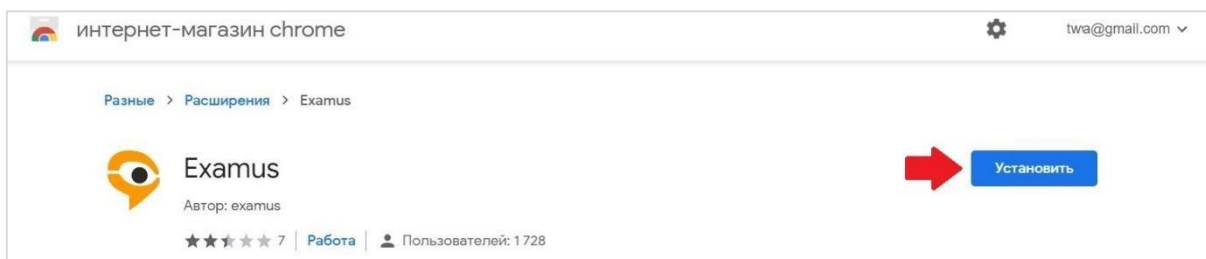 интернет-магазин chrome
twa@gmail.com
Разные > Расширения > Examus
Examus
Установить
Автор: examus
7 | Работа | Пользователей: 1 728